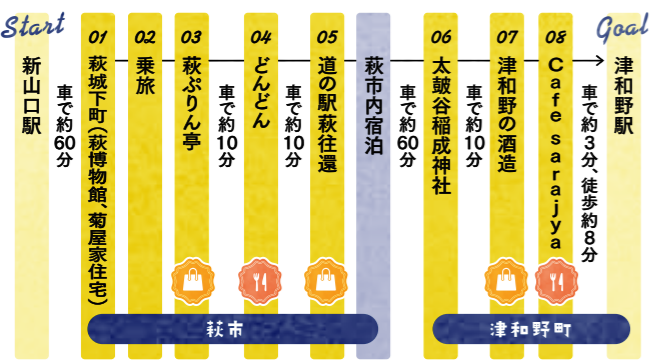 Start
新山口駅
車で約60分
01
萩城下町(萩博物館、菊屋家住宅)
02
乗旅
03
萩ぷりん亭
車で約10分
04
どんどん
車で約10分
05
道の駅萩往還
萩市内宿泊
車で約60分
06
太皷谷稲成神社
車で約10分
07
津和野の酒造
08
Cafe sarajya
車で約3分、徒歩約8分
Goal
津和野駅
萩市
津和野町